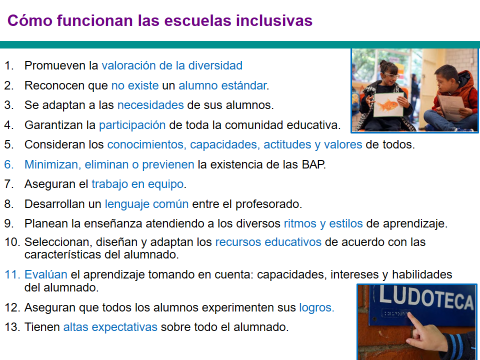 Cómo funcionan las escuelas inclusivas
1. Promueven la valoración de la diversidad
2. Reconocen que no existe un alumno estándar.
3. Se adaptan a las necesidades de sus alumnos.
4. Garantizan la participación de toda la comunidad educativa.
5. Consideran los conocimientos, capacidades, actitudes y valores de todos.
6. Minimizan, eliminan o previenen la existencia de las BAP.
7. Aseguran el trabajo en equipo.
8. Desarrollan un lenguaje común entre el profesorado.
9. Planean la enseñanza atendiendo a los diversos ritmos y estilos de aprendizaje.
10. Seleccionan, diseñan y adaptan los recursos educativos de acuerdo con las
características del alumnado.
11. Evalúan el aprendizaje tomando en cuenta: capacidades, intereses y habilidades
del alumnado.
12. Aseguran que todos los alumnos experimenten sus logros.
13. Tienen altas expectativas sobre todo el alumnado.
LUDOTECA